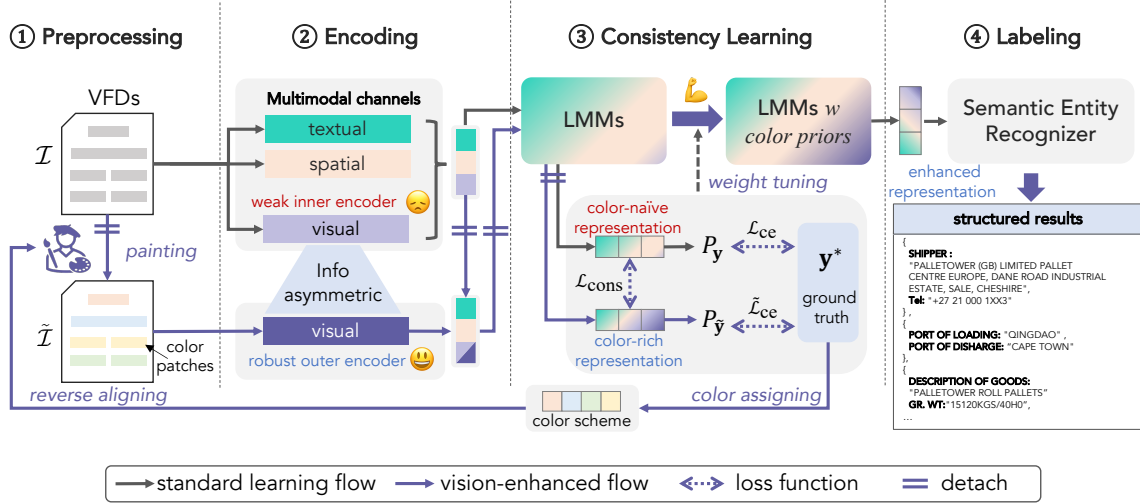 ① Preprocessing
② Encoding
③ Consistency Learning
④ Labeling
VFDs
I
painting
Ĩ
color
patches
reverse aligning
Multimodal channels
textual
spatial
weak inner encoder
visual
Info
asymmetric
visual
robust outer encoder
LMMs
LMMs w
color priors
weight tuning
color-naïve
representation
P_y
L_ce
y*
L_cons
ground
truth
P_ỹ
L̃_ce
color-rich
representation
color assigning
color scheme
Semantic Entity
Recognizer
enhanced
representation
structured results
{
SHIPPER :
"PALLETOWER (GB) LIMITED PALLET
CENTRE EUROPE, DANE ROAD INDUSTRIAL
ESTATE, SALE, CHESHIRE",
Tel: "+27 21 000 1XX3"
} ,
{
PORT OF LOADING: "QINGDAO",
PORT OF DISHARGE: "CAPE TOWN"
},
{
DESCRIPTION OF GOODS:
"PALLETOWER ROLL PALLETS"
GR. WT:"15120KGS/40H0",
...
standard learning flow
vision-enhanced flow
loss function
detach